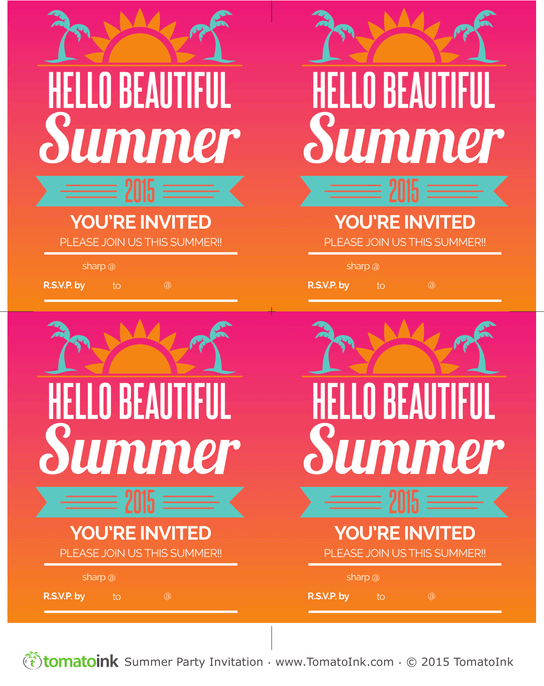 HELLO BEAUTIFUL
Summer
2015
YOU'RE INVITED
PLEASE JOIN US THIS SUMMER!!
sharp @
R.S.V.P. by to @
HELLO BEAUTIFUL
Summer
2015
YOU'RE INVITED
PLEASE JOIN US THIS SUMMER!!
sharp @
R.S.V.P. by to @
HELLO BEAUTIFUL
Summer
2015
YOU'RE INVITED
PLEASE JOIN US THIS SUMMER!!
sharp @
R.S.V.P. by to @
HELLO BEAUTIFUL
Summer
2015
YOU'RE INVITED
PLEASE JOIN US THIS SUMMER!!
sharp @
R.S.V.P. by to @
tomatoink Summer Party Invitation · www.TomatoInk.com · © 2015 TomatoInk